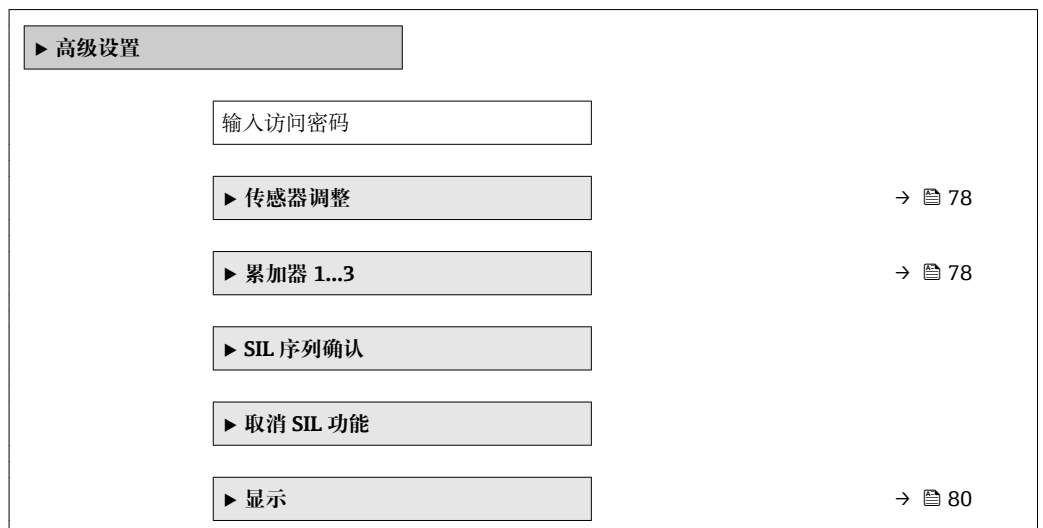 ▶ 高级设置
输入访问密码
▶ 传感器调整 → 78
▶ 累加器 1...3 → 78
▶ SIL 序列确认
▶ 取消 SIL 功能
▶ 显示 → 80